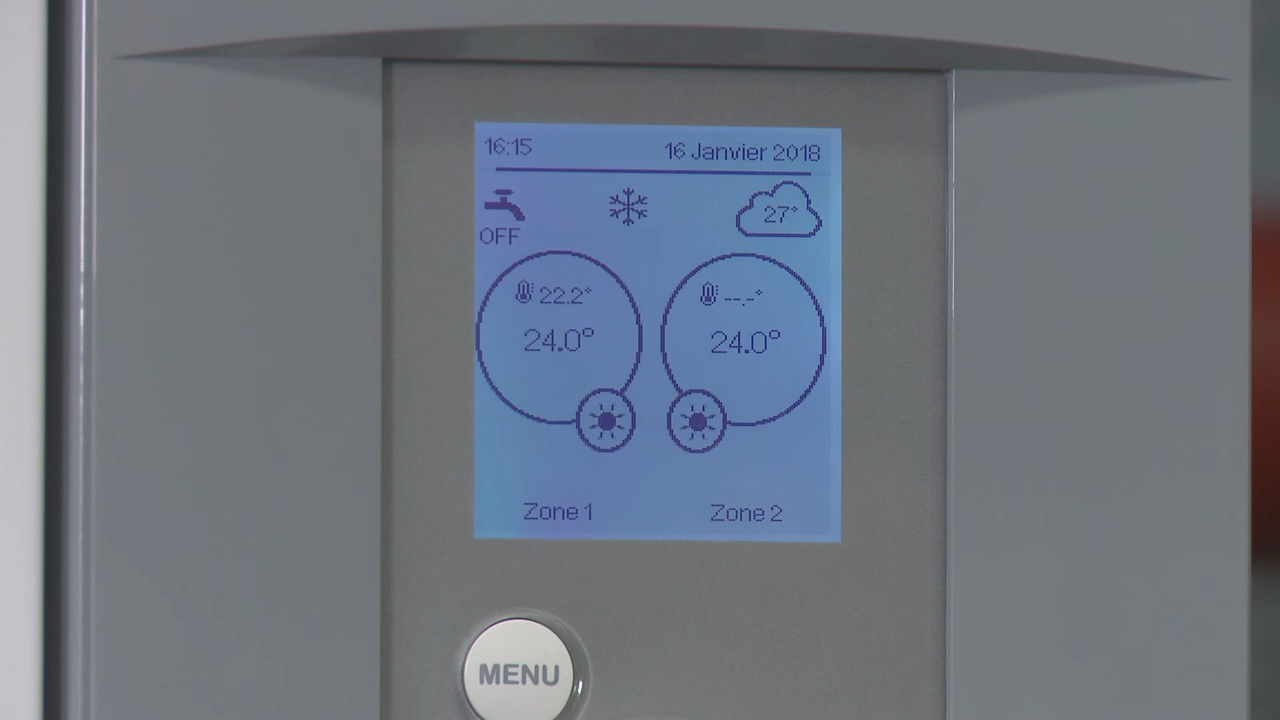 16:15 16 Janvier 2018
OFF 27°
22.2° --.-°
24.0° 24.0°
Zone 1 Zone 2
MENU